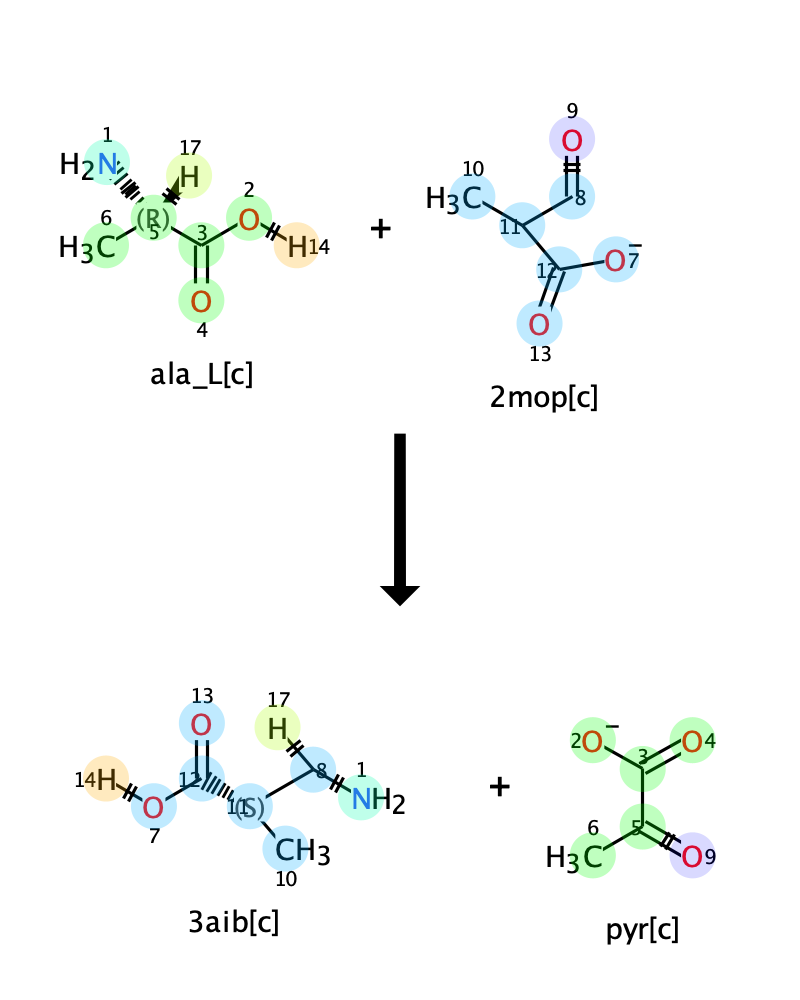 1
17
H2N
H
2
6
(R)
5
3
O
H14
H3C
O
4
ala_L[c]
+
9
O
10
H3C
8
11
12
O7
−
O
13
2mop[c]
13
O
17
H
14H
12
11
(S)
8
1
NH2
O
7
CH3
10
3aib[c]
+
2O
−
3
O4
6
5
H3C
O9
pyr[c]